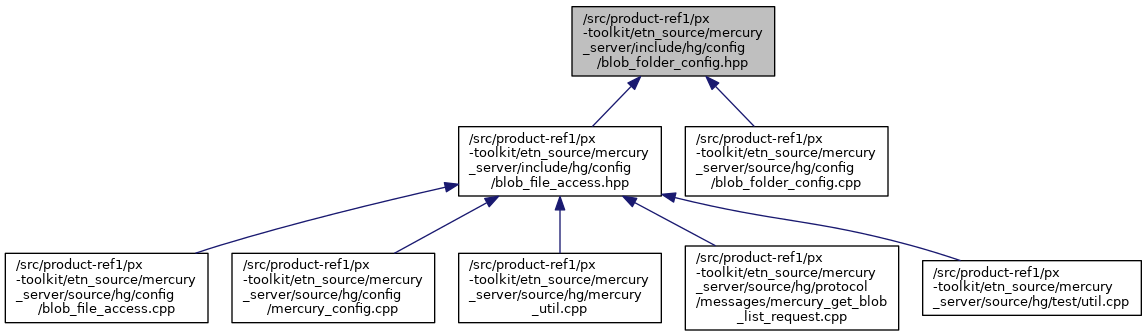 /src/product-ref1/px
-toolkit/etn_source/mercury
_server/include/hg/config
/blob_folder_config.hpp
/src/product-ref1/px
-toolkit/etn_source/mercury
_server/include/hg/config
/blob_file_access.hpp
/src/product-ref1/px
-toolkit/etn_source/mercury
_server/source/hg/config
/blob_folder_config.cpp
/src/product-ref1/px
-toolkit/etn_source/mercury
_server/source/hg/config
/blob_file_access.cpp
/src/product-ref1/px
-toolkit/etn_source/mercury
_server/source/hg/config
/mercury_config.cpp
/src/product-ref1/px
-toolkit/etn_source/mercury
_server/source/hg/mercury
_util.cpp
/src/product-ref1/px
-toolkit/etn_source/mercury
_server/source/hg/protocol
/messages/mercury_get_blob
_list_request.cpp
/src/product-ref1/px
-toolkit/etn_source/mercury
_server/source/hg/test/util.cpp